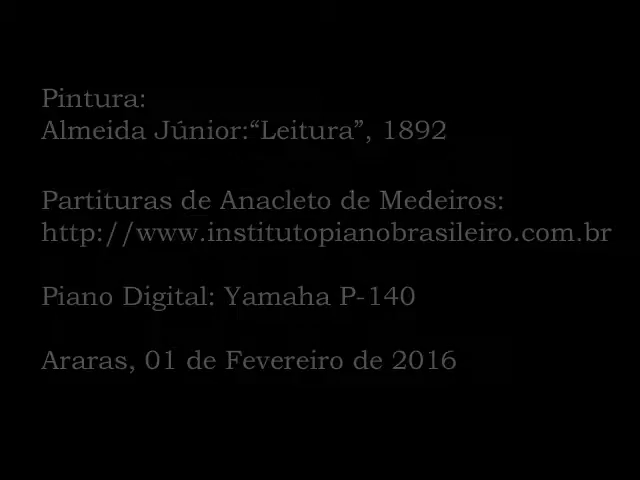 Pintura:
Almeida Júnior:“Leitura”, 1892
Partituras de Anacleto de Medeiros:
http://www.institutopianobrasileiro.com.br
Piano Digital: Yamaha P-140
Araras, 01 de Fevereiro de 2016